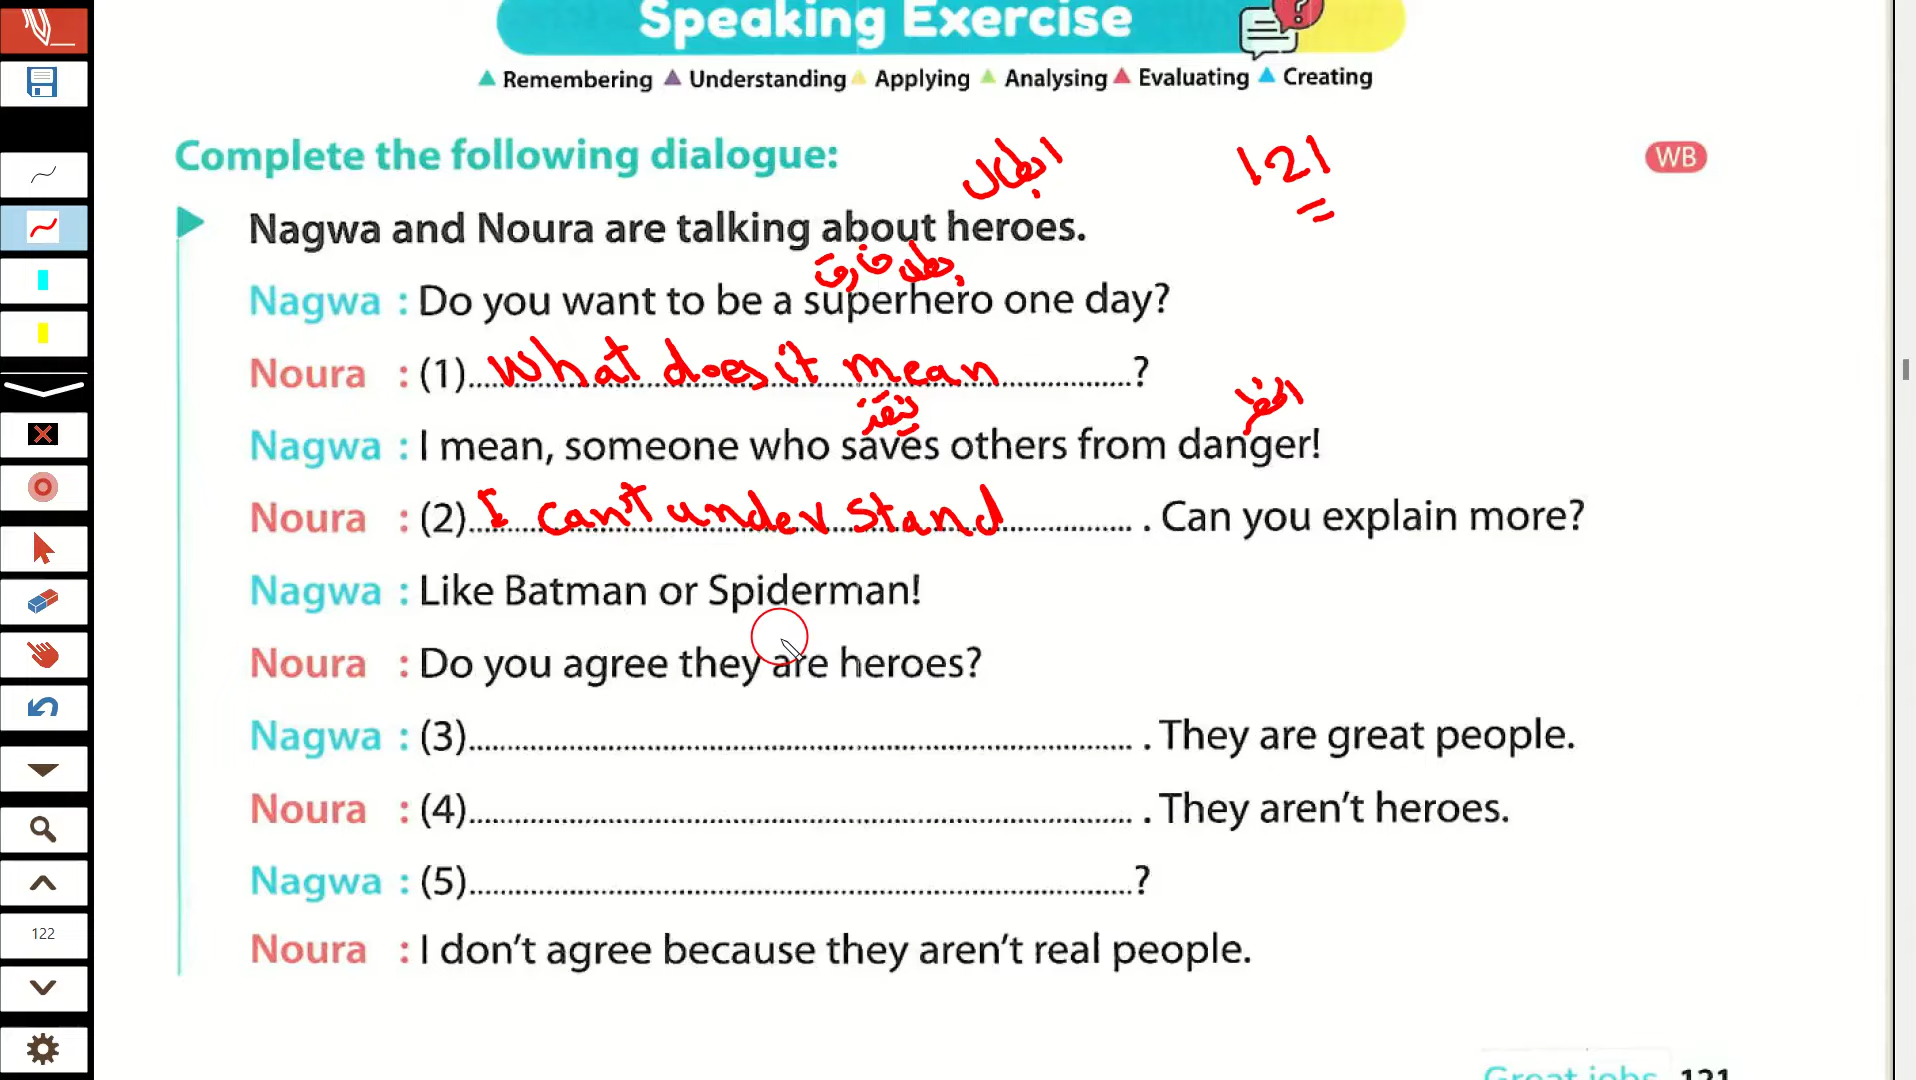 Speaking Exercise
Remembering Understanding Applying Analysing Evaluating Creating
Complete the following dialogue:
ابطال
121
WB
Nagwa and Noura are talking about heroes.
بطل خارق
Nagwa : Do you want to be a superhero one day?
Noura : (1) What does it mean ?
تنقذ
الخطر
Nagwa : I mean, someone who saves others from danger!
Noura : (2) I can't understand . Can you explain more?
Nagwa : Like Batman or Spiderman!
Noura : Do you agree they are heroes?
Nagwa : (3) . They are great people.
Noura : (4) . They aren't heroes.
Nagwa : (5) ?
Noura : I don't agree because they aren't real people.
122
Great jobs 121